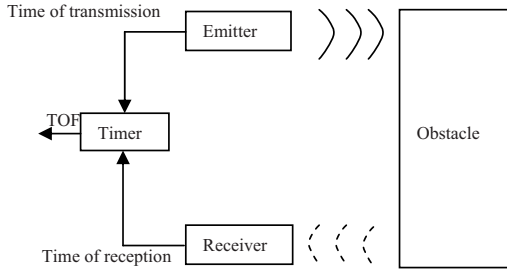 Time of transmission
Emitter
TOF
Timer
Obstacle
Receiver
Time of reception